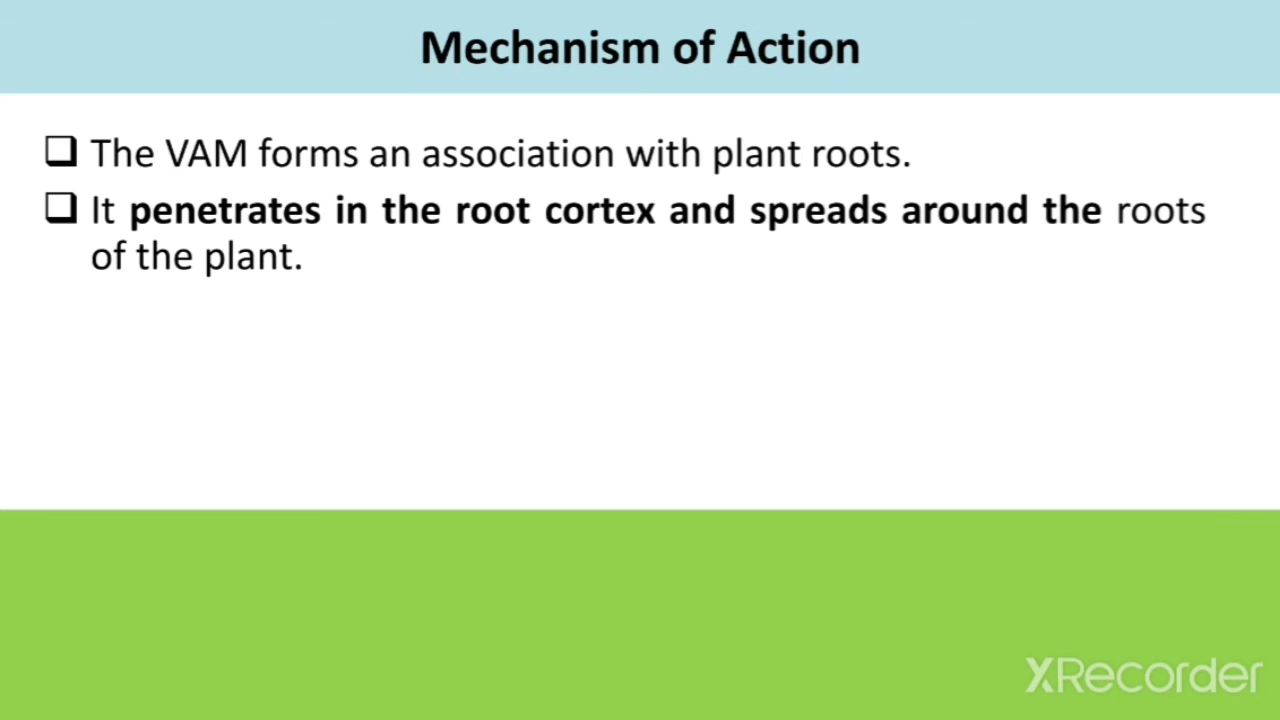 Mechanism of Action
❑ The VAM forms an association with plant roots.
❑ It penetrates in the root cortex and spreads around the roots
of the plant.
XRecorder